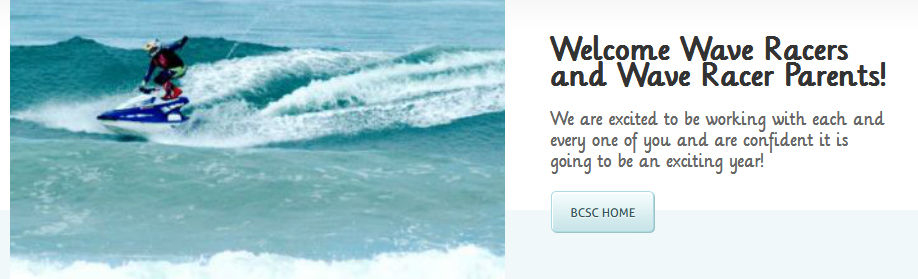 Welcome Wave Racers
and Wave Racer Parents!
We are excited to be working with each and
every one of you and are confident it is
going to be an exciting year!
BCSC HOME